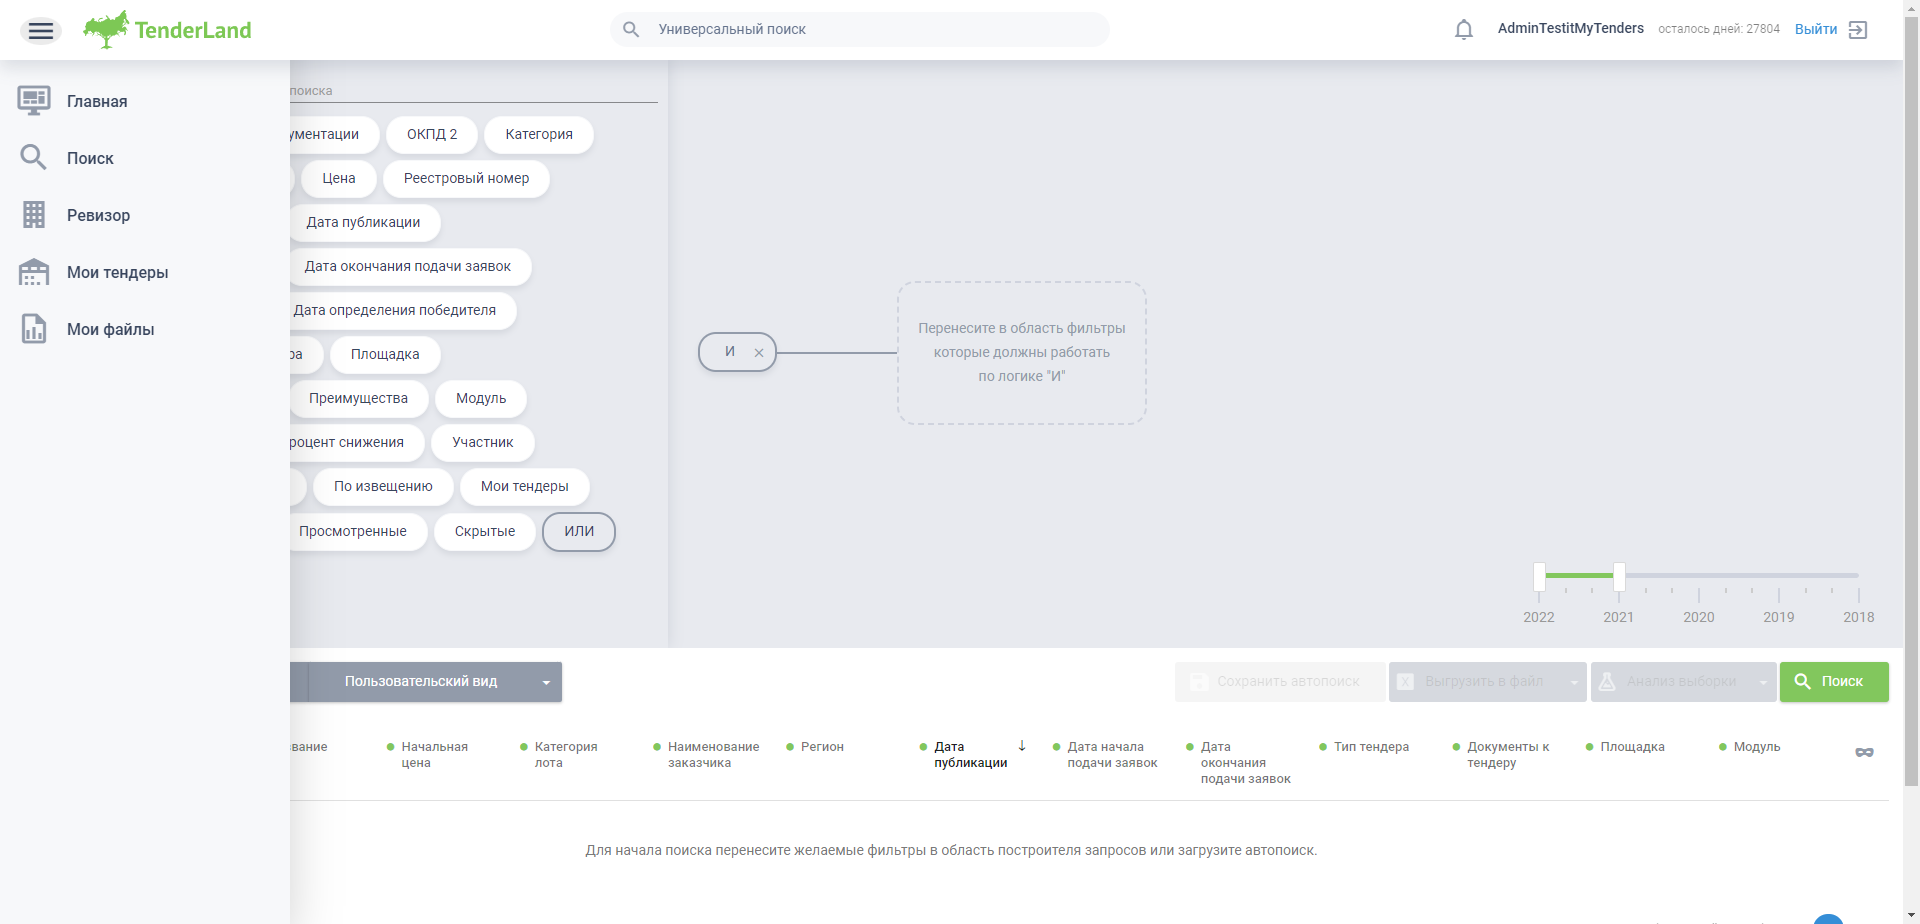 TenderLand
Универсальный поиск
AdminTestitMyTenders
осталось дней: 27804
Выйти
Главная
Поиск
Ревизор
Мои тендеры
Мои файлы
поиска
ументации
ОКПД 2
Категория
Цена
Реестровый номер
Дата публикации
Дата окончания подачи заявок
Дата определения победителя
ра
Площадка
Преимущества
Модуль
роцент снижения
Участник
По извещению
Мои тендеры
Просмотренные
Скрытые
ИЛИ
И
Перенесите в область фильтры
которые должны работать
по логике "И"
2022
2021
2020
2019
2018
Пользовательский вид
Сохранить автопоиск
Выгрузить в файл
Анализ выборки
Поиск
звание
Начальная
цена
Категория
лота
Наименование
заказчика
Регион
Дата
публикации
Дата начала
подачи заявок
Дата
окончания
подачи заявок
Тип тендера
Документы к
тендеру
Площадка
Модуль
Для начала поиска перенесите желаемые фильтры в область построителя запросов или загрузите автопоиск.